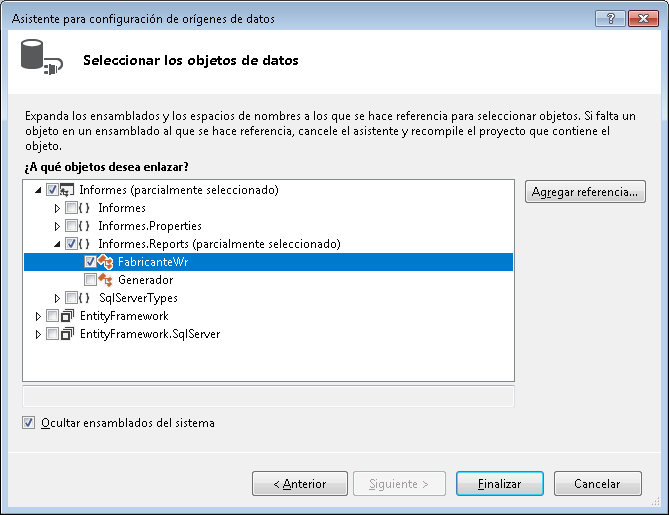 Asistente para configuración de orígenes de datos
Seleccionar los objetos de datos
Expanda los ensamblados y los espacios de nombres a los que se hace referencia para seleccionar objetos. Si falta un
objeto en un ensamblado al que se hace referencia, cancele el asistente y recompile el proyecto que contiene el
objeto.
¿A qué objetos desea enlazar?
Informes (parcialmente seleccionado)
Agregar referencia...
{ } Informes
{ } Informes.Properties
{ } Informes.Reports (parcialmente seleccionado)
FabricanteWr
Generador
{ } SqlServerTypes
EntityFramework
EntityFramework.SqlServer
Ocultar ensamblados del sistema
< Anterior
Siguiente >
Finalizar
Cancelar